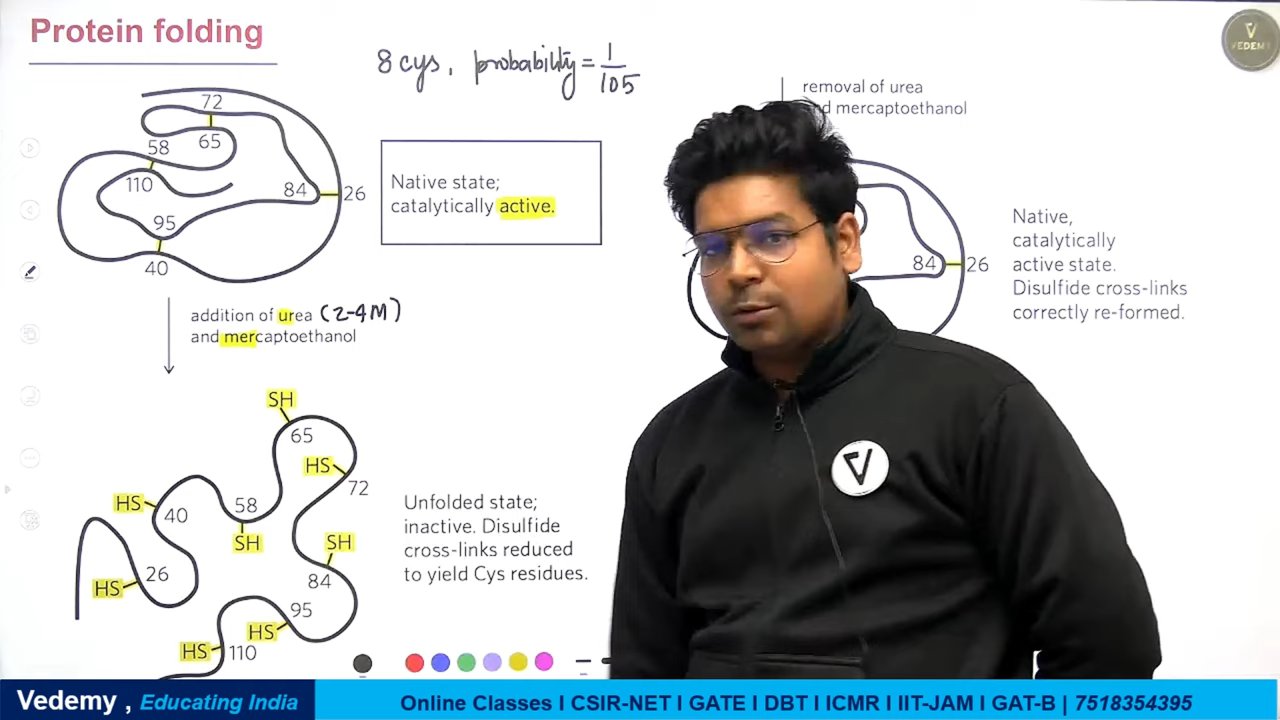 Protein folding
8 cys, probability = 1/105
VEDEMY
removal of urea
and mercaptoethanol
72
65
58
110
84
26
95
40
Native state;
catalytically active.
84
26
Native,
catalytically
active state.
Disulfide cross-links
correctly re-formed.
addition of urea (2-4M)
and mercaptoethanol
SH
65
HS
72
HS
40
58
SH
SH
84
HS
26
95
HS
HS
110
Unfolded state;
inactive. Disulfide
cross-links reduced
to yield Cys residues.
Vedemy , Educating India
Online Classes I CSIR-NET I GATE I DBT I ICMR I IIT-JAM I GAT-B | 7518354395